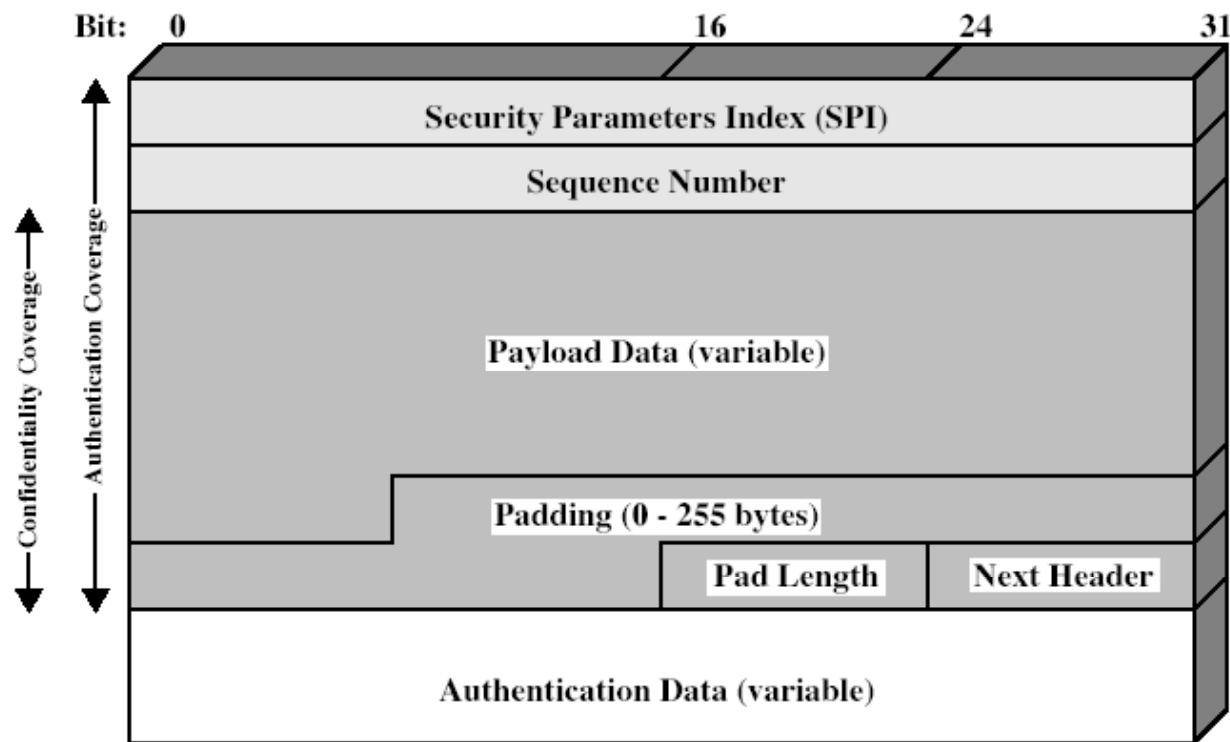 Bit: 0 16 24 31
Security Parameters Index (SPI)
Sequence Number
Payload Data (variable)
Padding (0 - 255 bytes)
Pad Length Next Header
Authentication Data (variable)
Confidentiality Coverage
Authentication Coverage